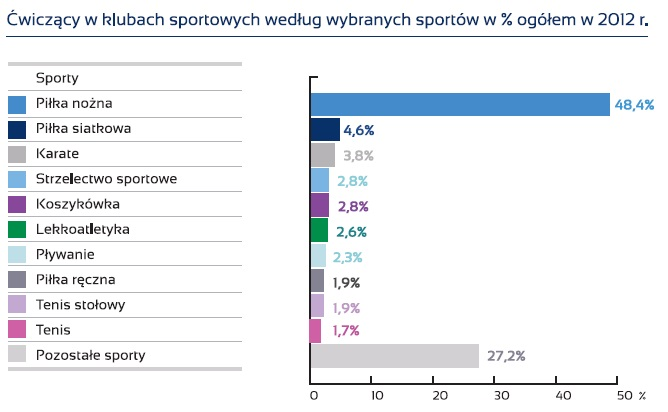 Ćwiczący w klubach sportowych według wybranych sportów w % ogółem w 2012 r.
Sporty
Piłka nożna 48,4%
Piłka siatkowa 4,6%
Karate 3,8%
Strzelectwo sportowe 2,8%
Koszykówka 2,8%
Lekkoatletyka 2,6%
Pływanie 2,3%
Piłka ręczna 1,9%
Tenis stołowy 1,9%
Tenis 1,7%
Pozostałe sporty 27,2%
0 10 20 30 40 50 %